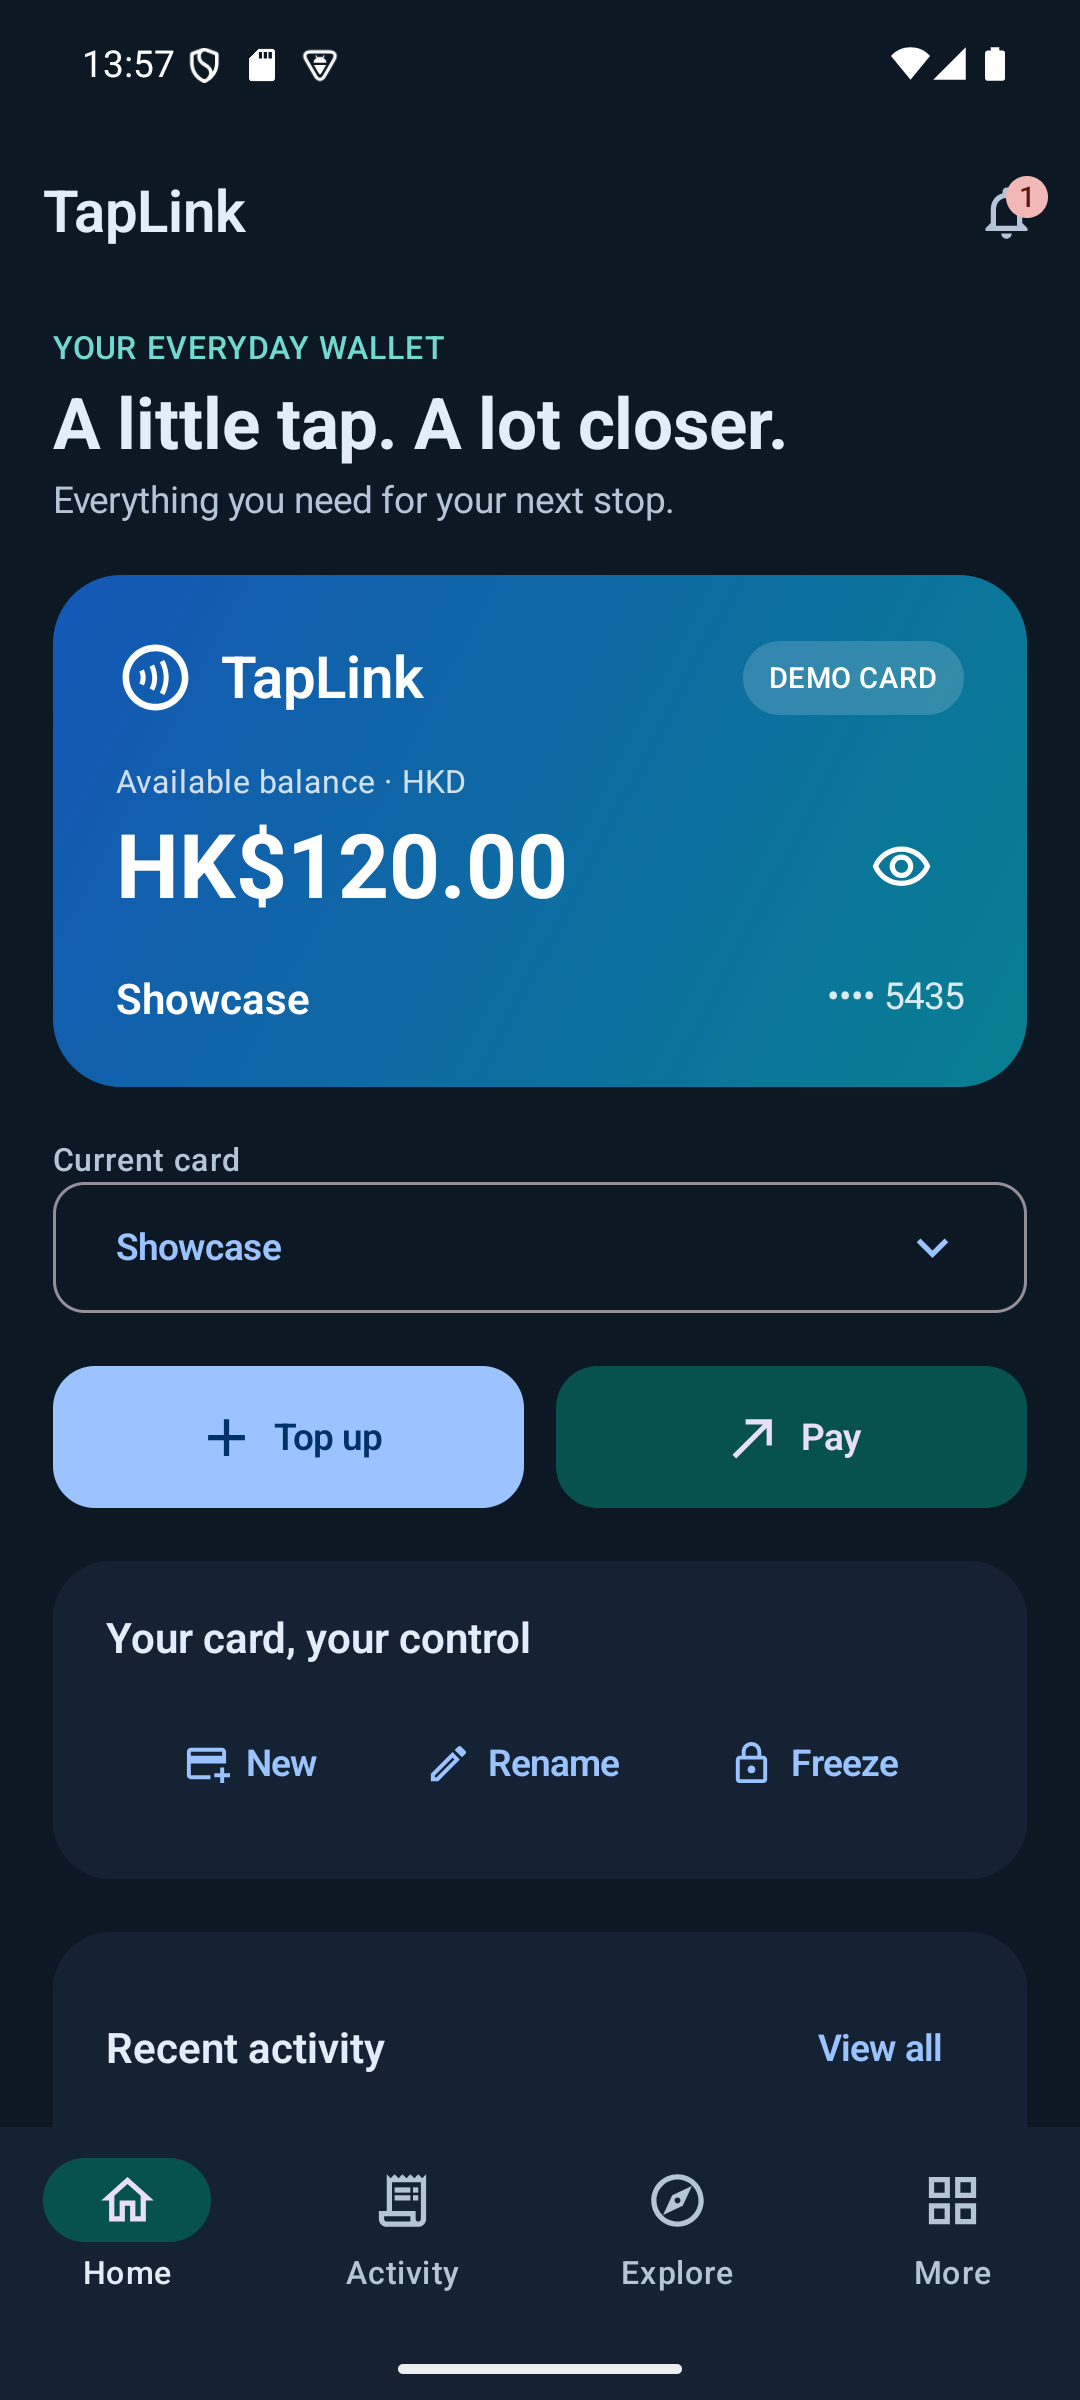 13:57
TapLink
1
YOUR EVERYDAY WALLET
A little tap. A lot closer.
Everything you need for your next stop.
TapLink
DEMO CARD
Available balance · HKD
HK$120.00
Showcase
•••• 5435
Current card
Showcase
Top up
Pay
Your card, your control
New
Rename
Freeze
Recent activity
View all
Home
Activity
Explore
More